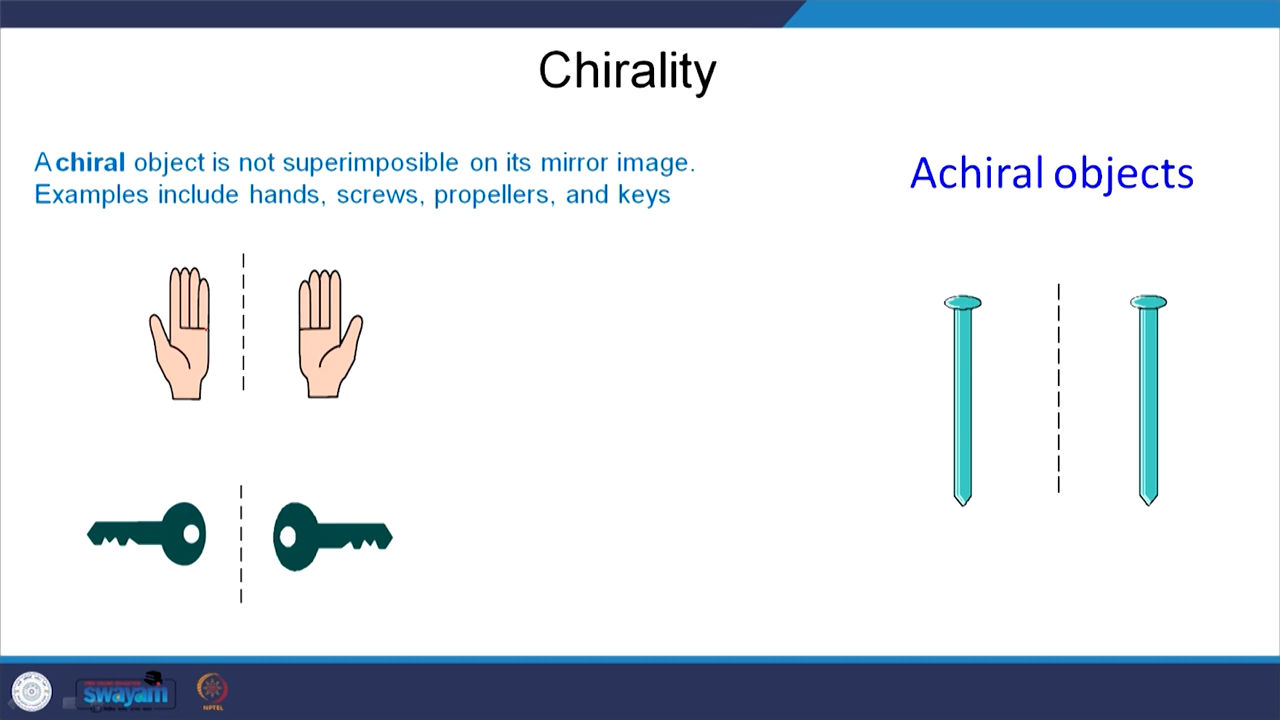 Chirality
A chiral object is not superimposible on its mirror image.
Examples include hands, screws, propellers, and keys
Achiral objects
swayam
NPTEL